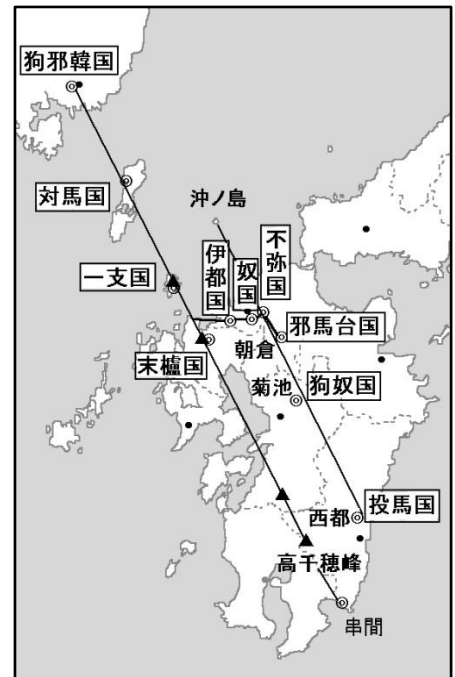 狗邪韓国
対馬国
沖ノ島
一支国
伊都国
奴国
不弥国
邪馬台国
末櫨国
朝倉
菊池
狗奴国
西都
投馬国
高千穂峰
串間